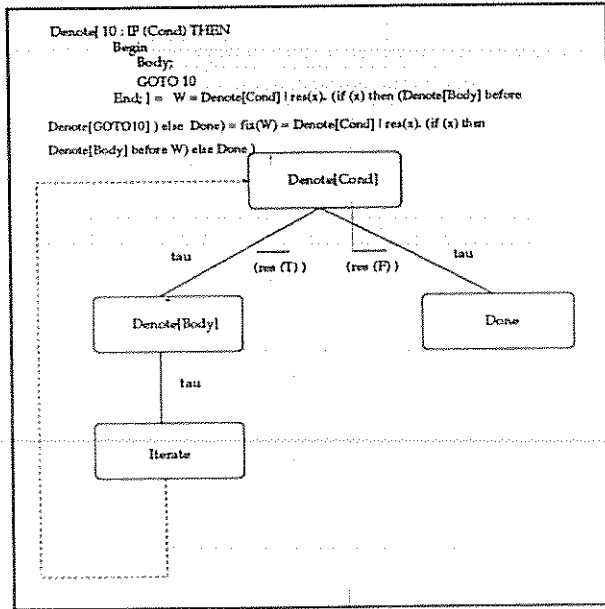 Denote[ 10 : IF (Cond) THEN
Begin
Body;
GOTO 10
End; ] = W = Denote[Cond] | res(x). (if (x) then (Denote[Body] before
Denote[GOTO10] ) else Done) = fix(W) = Denote[Cond] | res(x). (if (x) then
Denote[Body] before W) else Done )
Denote[Cond]
tau (res (T) ) (res (F) ) tau
Denote[Body] Done
tau
Iterate